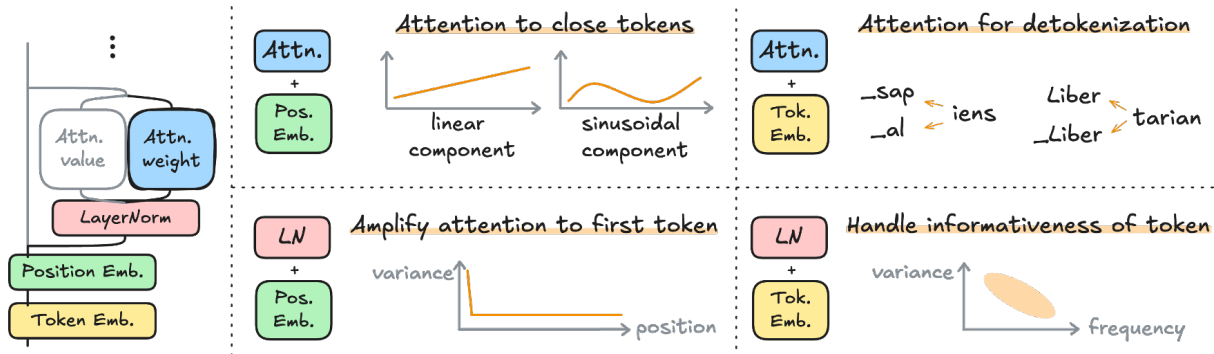 Attn.
value
Attn.
weight
LayerNorm
Position Emb.
Token Emb.
Attn.
+
Pos.
Emb.
Attention to close tokens
linear
component
sinusoidal
component
Attn.
+
Tok.
Emb.
Attention for detokenization
_sap
_al
iens
Liber
_Liber
tarian
LN
+
Pos.
Emb.
Amplify attention to first token
variance
position
LN
+
Tok.
Emb.
Handle informativeness of token
variance
frequency